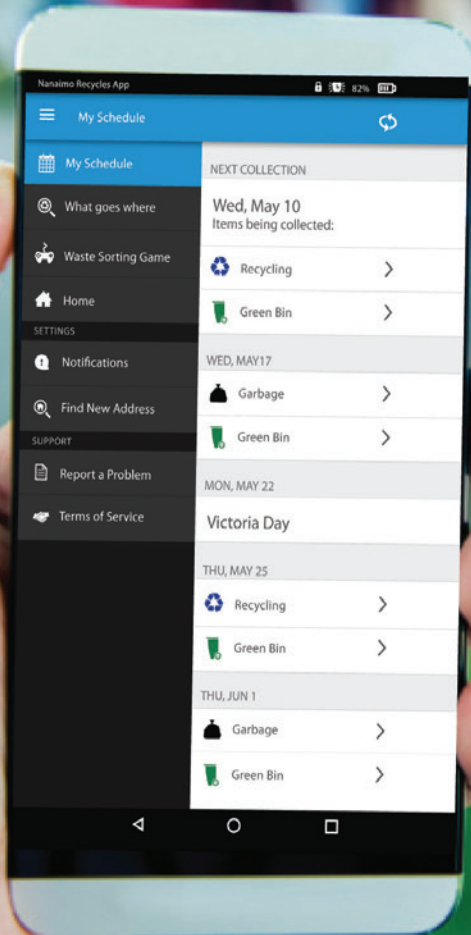 Nanaimo Recycles App
82%
My Schedule
My Schedule
What goes where
Waste Sorting Game
Home
SETTINGS
Notifications
Find New Address
SUPPORT
Report a Problem
Terms of Service
NEXT COLLECTION
Wed, May 10
Items being collected:
Recycling
Green Bin
WED, MAY17
Garbage
Green Bin
MON, MAY 22
Victoria Day
THU, MAY 25
Recycling
Green Bin
THU, JUN 1
Garbage
Green Bin